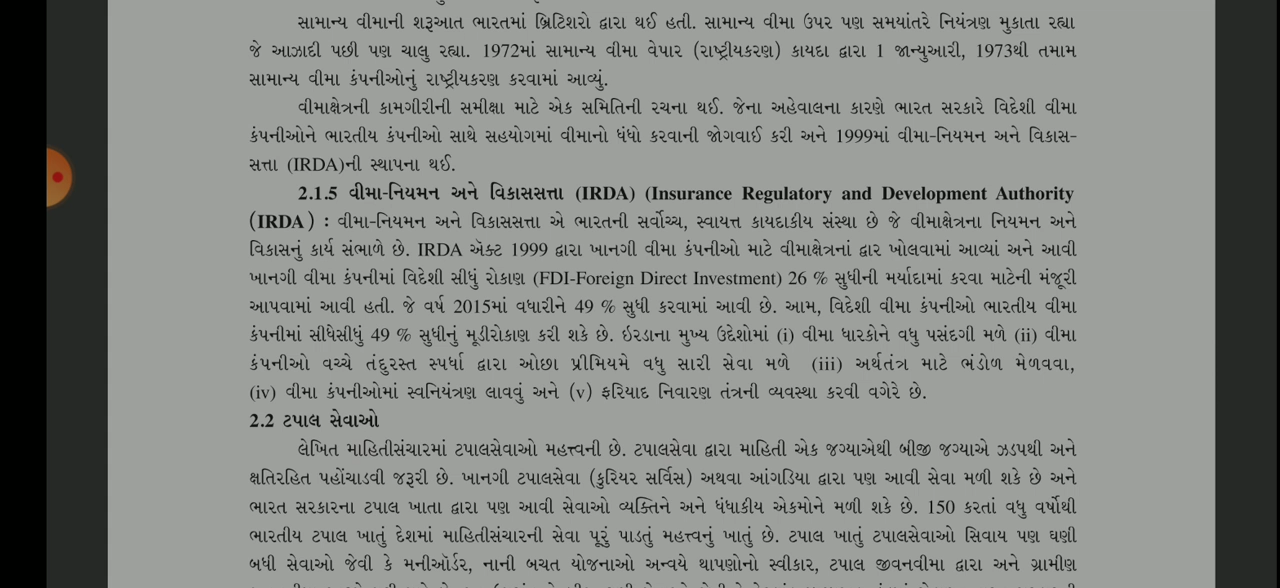 સામાન્ય વીમાની શરૂઆત ભારતમાં બ્રિટિશરો દ્વારા થઈ હતી. સામાન્ય વીમા ઉપર પણ સમયાંતરે નિયંત્રણ મુકાતા રહ્યા
જે આઝાદી પછી પણ ચાલુ રહ્યા. 1972માં સામાન્ય વીમા વેપાર (રાષ્ટ્રીયકરણ) કાયદા દ્વારા 1 જાન્યુઆરી, 1973થી તમામ
સામાન્ય વીમા કંપનીઓનું રાષ્ટ્રીયકરણ કરવામાં આવ્યું.
વીમાક્ષેત્રની કામગીરીની સમીક્ષા માટે એક સમિતિની રચના થઈ. જેના અહેવાલના કારણે ભારત સરકારે વિદેશી વીમા
કંપનીઓને ભારતીય કંપનીઓ સાથે સહયોગમાં વીમાનો ધંધો કરવાની જોગવાઈ કરી અને 1999માં વીમા-નિયમન અને વિકાસ-
સત્તા (IRDA)ની સ્થાપના થઈ.
2.1.5 વીમા-નિયમન અને વિકાસસત્તા (IRDA) (Insurance Regulatory and Development Authority
(IRDA) : વીમા-નિયમન અને વિકાસસત્તા એ ભારતની સર્વોચ્ચ, સ્વાયત્ત કાયદાકીય સંસ્થા છે જે વીમાક્ષેત્રના નિયમન અને
વિકાસનું કાર્ય સંભાળે છે. IRDA ઍક્ટ 1999 દ્વારા ખાનગી વીમા કંપનીઓ માટે વીમાક્ષેત્રનાં દ્વાર ખોલવામાં આવ્યાં અને આવી
ખાનગી વીમા કંપનીમાં વિદેશી સીધું રોકાણ (FDI-Foreign Direct Investment) 26 % સુધીની મર્યાદામાં કરવા માટેની મંજૂરી
આપવામાં આવી હતી. જે વર્ષ 2015માં વધારીને 49 % સુધી કરવામાં આવી છે. આમ, વિદેશી વીમા કંપનીઓ ભારતીય વીમા
કંપનીમાં સીધેસીધું 49 % સુધીનું મૂડીરોકાણ કરી શકે છે. ઇરડાના મુખ્ય ઉદેશોમાં (i) વીમા ધારકોને વધુ પસંદગી મળે (ii) વીમા
કંપનીઓ વચ્ચે તંદુરસ્ત સ્પર્ધા દ્વારા ઓછા પ્રીમિયમે વધુ સારી સેવા મળે (iii) અર્થતંત્ર માટે ભંડોળ મેળવવા,
(iv) વીમા કંપનીઓમાં સ્વનિયંત્રણ લાવવું અને (v) ફરિયાદ નિવારણ તંત્રની વ્યવસ્થા કરવી વગેરે છે.
2.2 ટપાલ સેવાઓ
લેખિત માહિતીસંચારમાં ટપાલસેવાઓ મહત્ત્વની છે. ટપાલસેવા દ્વારા માહિતી એક જગ્યાએથી બીજી જગ્યાએ ઝડપથી અને
ક્ષતિરહિત પહોંચાડવી જરૂરી છે. ખાનગી ટપાલસેવા (કુરિયર સર્વિસ) અથવા આંગડિયા દ્વારા પણ આવી સેવા મળી શકે છે અને
ભારત સરકારના ટપાલ ખાતા દ્વારા પણ આવી સેવાઓ વ્યક્તિને અને ધંધાકીય એકમોને મળી શકે છે. 150 કરતાં વધુ વર્ષોથી
ભારતીય ટપાલ ખાતું દેશમાં માહિતીસંચારની સેવા પૂરું પાડતું મહત્વનું ખાતું છે. ટપાલ ખાતું ટપાલસેવાઓ સિવાય પણ ઘણી
બધી સેવાઓ જેવી કે મનીઑર્ડર, નાની બચત યોજનાઓ અન્વયે થાપણોનો સ્વીકાર, ટપાલ જીવનવીમા દ્વારા અને ગ્રામીણ